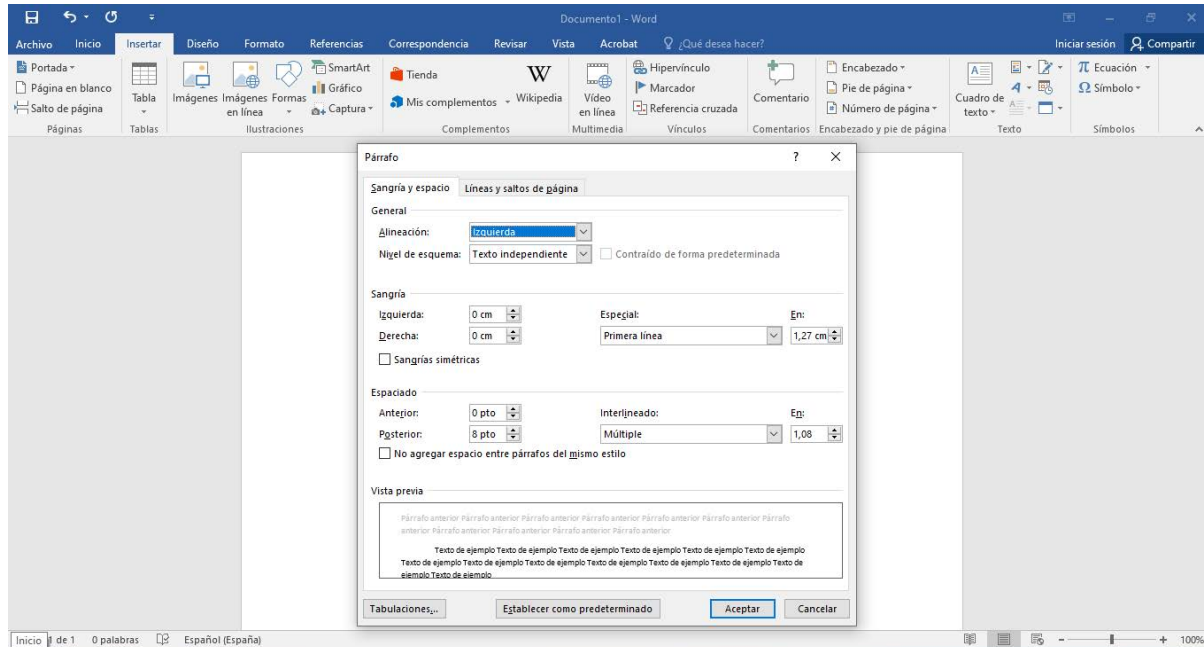 Documento1 - Word
Archivo Inicio Insertar Diseño Formato Referencias Correspondencia Revisar Vista Acrobat ¿Qué desea hacer? Iniciar sesión Compartir
Portada
Página en blanco
Salto de página
Páginas
Tabla
Tablas
Imágenes
Imágenes en línea
Formas
SmartArt
Gráfico
Captura
Ilustraciones
Tienda
Mis complementos
W Wikipedia
Complementos
Vídeo en línea
Multimedia
Hipervínculo
Marcador
Referencia cruzada
Vínculos
Comentario
Comentarios
Encabezado
Pie de página
Número de página
Encabezado y pie de página
Cuadro de texto
Texto
π Ecuación
Ω Símbolo
Símbolos
Párrafo ?
Sangría y espacio Líneas y saltos de página
General
Alineación: Izquierda
Nivel de esquema: Texto independiente Contraído de forma predeterminada
Sangría
Izquierda: 0 cm Especial: En:
Derecha: 0 cm Primera línea 1,27 cm
Sangrías simétricas
Espaciado
Anterior: 0 pto Interlineado: En:
Posterior: 8 pto Múltiple 1,08
No agregar espacio entre párrafos del mismo estilo
Vista previa
Párrafo anterior Párrafo anterior Párrafo anterior Párrafo anterior Párrafo anterior Párrafo anterior Párrafo
anterior Párrafo anterior Párrafo anterior Párrafo anterior Párrafo anterior
Texto de ejemplo Texto de ejemplo Texto de ejemplo Texto de ejemplo Texto de ejemplo Texto de ejemplo
Texto de ejemplo Texto de ejemplo Texto de ejemplo Texto de ejemplo Texto de ejemplo Texto de
ejemplo Texto de ejemplo
Tabulaciones... Establecer como predeterminado Aceptar Cancelar
Inicio de 1 0 palabras Español (España) 100%